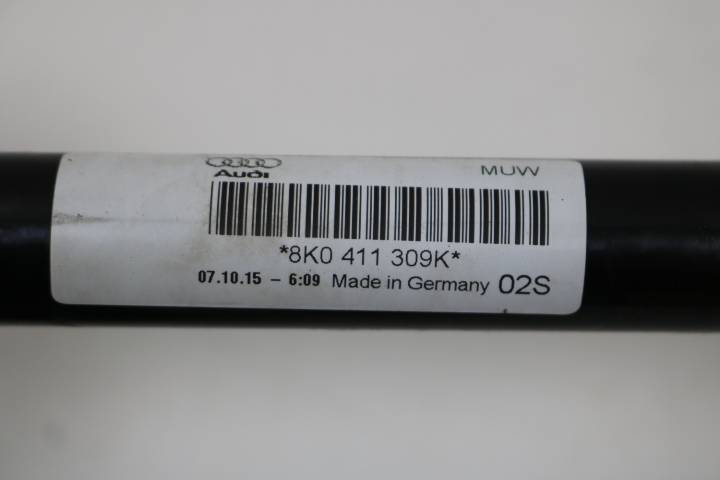 Audi MUW
*8K0 411 309K*
07.10.15 – 6:09 Made in Germany 02S